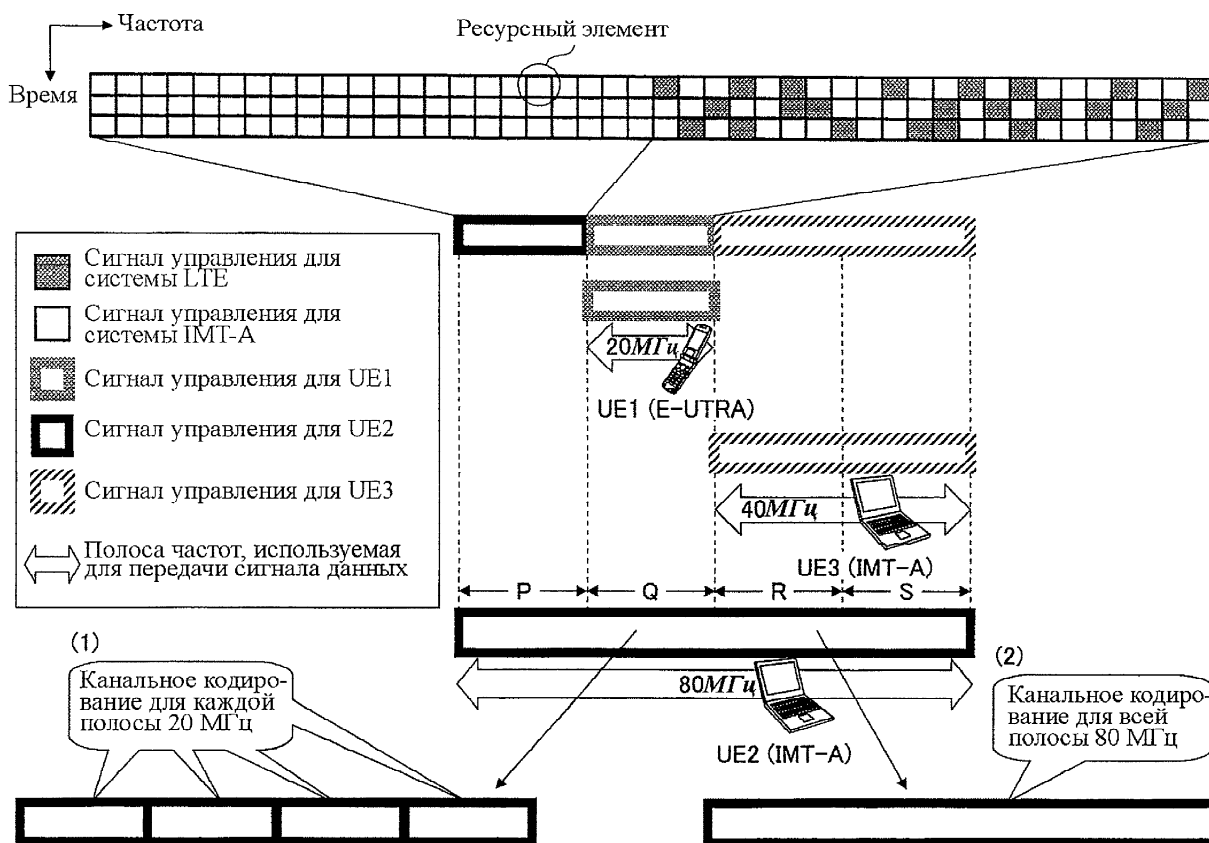 Частота
Ресурсный элемент
Время
Сигнал управления для
системы LTE
Сигнал управления для
системы IMT-A
Сигнал управления для UE1
Сигнал управления для UE2
Сигнал управления для UE3
Полоса частот, используемая
для передачи сигнала данных
20МГц
UE1 (E-UTRA)
40МГц
UE3 (IMT-A)
P
Q
R
S
80МГц
UE2 (IMT-A)
(1)
Канальное кодиро-
вание для каждой
полосы 20 МГц
(2)
Канальное кодиро-
вание для всей
полосы 80 МГц